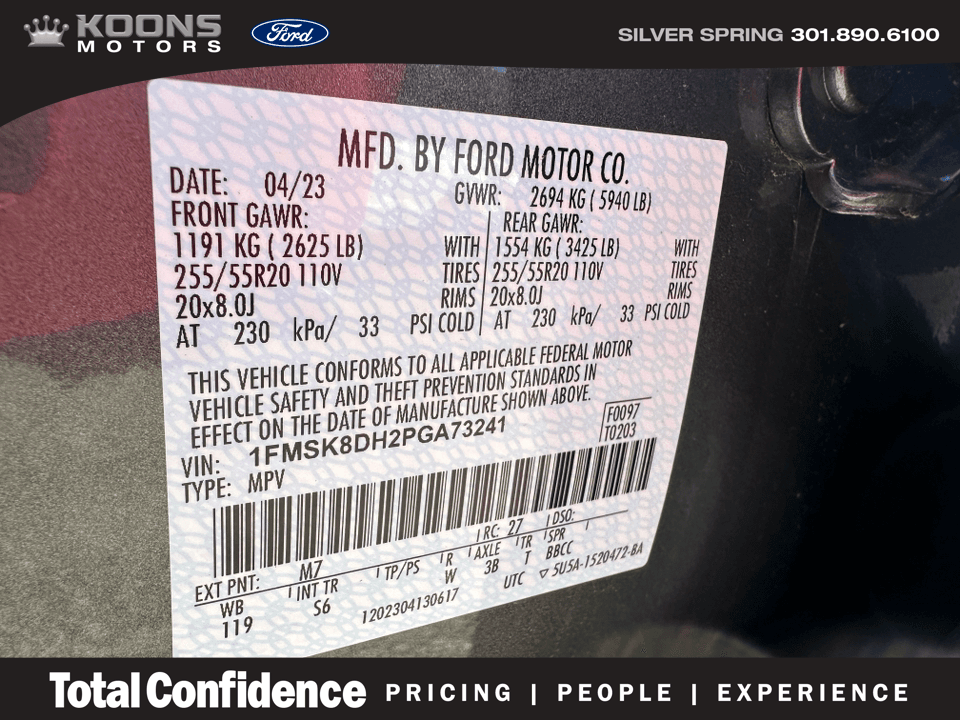 KOONS
MOTORS
Ford
SILVER SPRING 301.890.6100
MFD. BY FORD MOTOR CO.
DATE: 04/23 GVWR: 2694 KG ( 5940 LB)
FRONT GAWR: REAR GAWR:
1191 KG ( 2625 LB) WITH 1554 KG ( 3425 LB) WITH
255/55R20 110V TIRES 255/55R20 110V TIRES
20x8.0J RIMS 20x8.0J RIMS
AT 230 kPa/ 33 PSI COLD AT 230 kPa/ 33 PSI COLD
THIS VEHICLE CONFORMS TO ALL APPLICABLE FEDERAL MOTOR
VEHICLE SAFETY AND THEFT PREVENTION STANDARDS IN
EFFECT ON THE DATE OF MANUFACTURE SHOWN ABOVE.
F0097
T0203
VIN: 1FMSK8DH2PGA73241
TYPE: MPV
EXT PNT: M7 RC: 27 DSO:
WB INT TR TP/PS R AXLE TR SPR
119 S6 W 3B T BBCC
1202304130617 UTC ▽ 5U5A-1520472-BA
Total Confidence PRICING | PEOPLE | EXPERIENCE